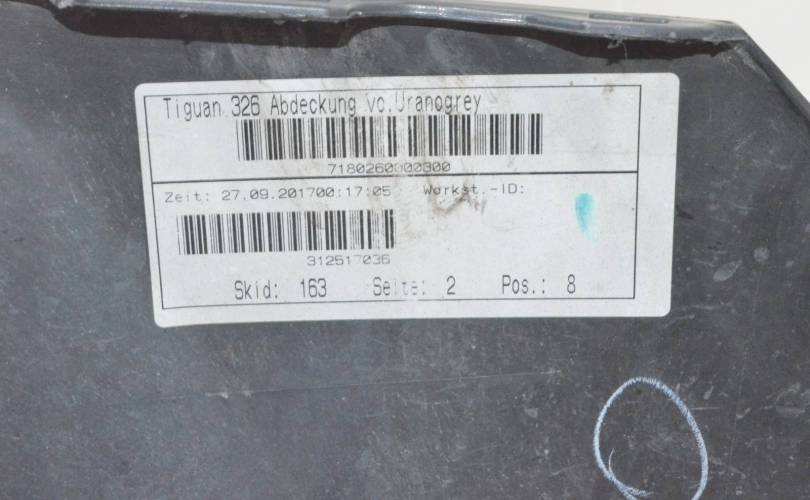 Tiguan 326 Abdeckung vo.Uranogrey
7180260000300
Zeit: 27.09.201700:17:05 Workst.-ID:
312517036
Skid: 163 Seite: 2 Pos.: 8